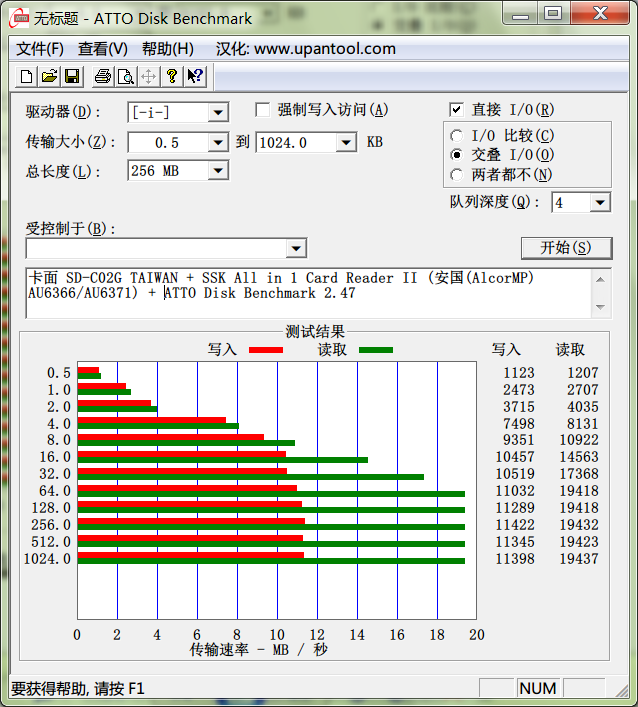 无标题 - ATTO Disk Benchmark
文件(F) 查看(V) 帮助(H) 汉化: www.upantool.com
驱动器(D): [-i-] 强制写入访问(A) 直接 I/O(R)
传输大小(Z): 0.5 到 1024.0 KB I/O 比较(C)
交叠 I/O(O)
总长度(L): 256 MB 两者都不(N)
队列深度(Q): 4
受控制于(B):
开始(S)
卡面 SD-C02G TAIWAN + SSK All in 1 Card Reader II (安国(AlcorMP)
AU6366/AU6371) + ATTO Disk Benchmark 2.47
测试结果
写入 读取 写入 读取
0.5 1123 1207
1.0 2473 2707
2.0 3715 4035
4.0 7498 8131
8.0 9351 10922
16.0 10457 14563
32.0 10519 17368
64.0 11032 19418
128.0 11289 19418
256.0 11422 19432
512.0 11345 19423
1024.0 11398 19437
0 2 4 6 8 10 12 14 16 18 20
传输速率 - MB / 秒
要获得帮助, 请按 F1 NUM